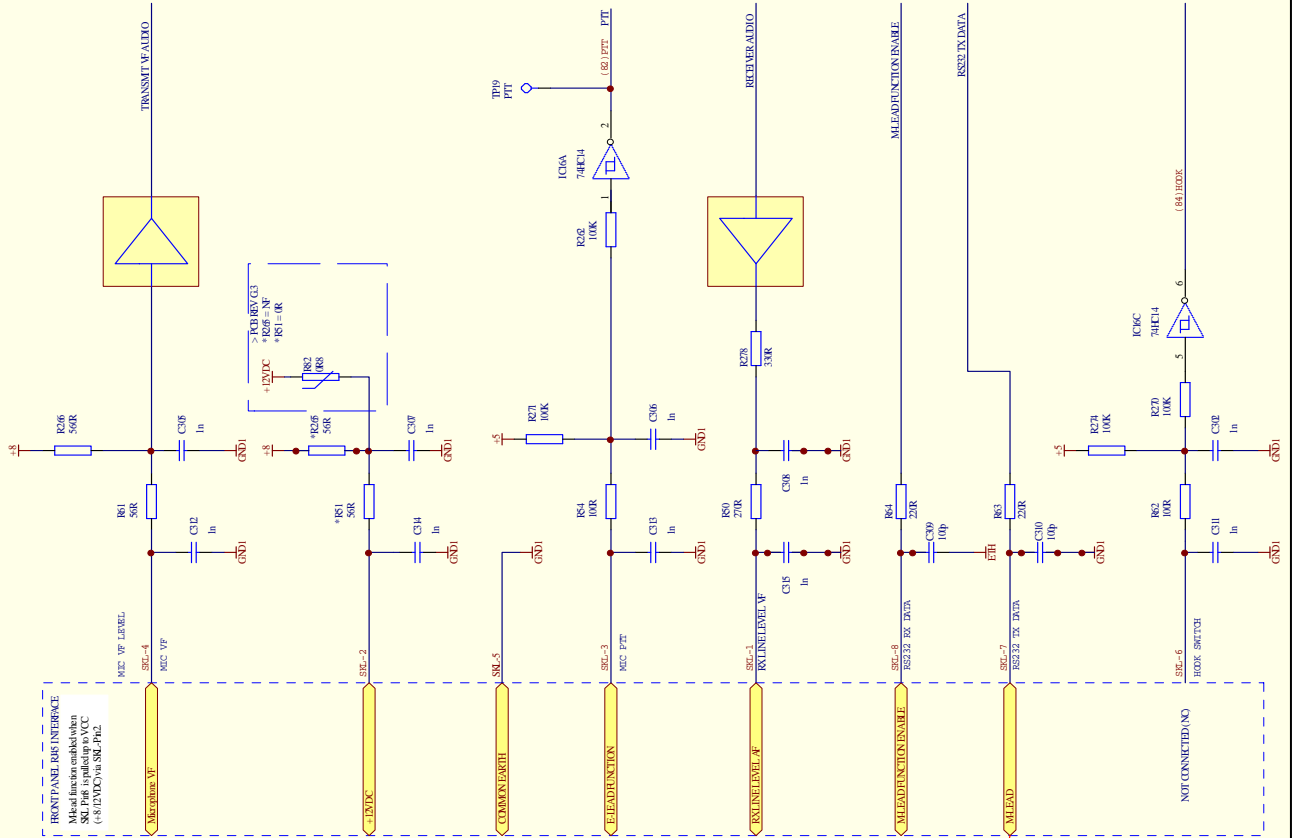 TRANSMIT VF AUDIO
+8
R266
560R
R61
56R
C305
1n
GND1
C312
1n
GND1
MIC VF LEVEL
SKL-4
MIC VF
> PCB REV G3
* R265 = NF
* R51 = 0R
+12VDC
R82
0R8
+8
*R265
56R
C307
1n
GND1
*R51
56R
C314
1n
GND1
SKL-2
TP19
PTT
(82)PTT
PTT
2
IC16A
74HC14
1
R262
100K
+5
R271
100K
C306
1n
GND1
GND1
SKL-5
R54
100R
C313
1n
GND1
SKL-3
MIC PTT
RECEIVER AUDIO
R278
330R
R50
270R
C308
1n
GND1
C315
1n
GND1
SKL-1
RX LINE LEVEL VF
M-LEAD FUNCTION ENABLE
R64
220R
C309
100p
ETH
SKL-8
RS232 RX DATA
RS232 TX DATA
R63
220R
C310
100p
GND1
SKL-7
RS232 TX DATA
(84)HOOK
6
IC16C
74HC14
5
R270
100K
+5
R274
100K
C302
1n
GND1
R62
100R
C311
1n
GND1
SKL-6
HOOK SWITCH
FRONT PANEL RJ45 INTERFACE
M-lead function enabled when
SKL Pin8 is pulled up to VCC
(+8/12VDC) via SKL-Pin2.
Microphone VF
+12VDC
COMMON EARTH
E-LEAD FUNCTION
RX LINE LEVEL AF
M-LEAD FUNCTION ENABLE
M-LEAD
NOT CONNECTED (NC)